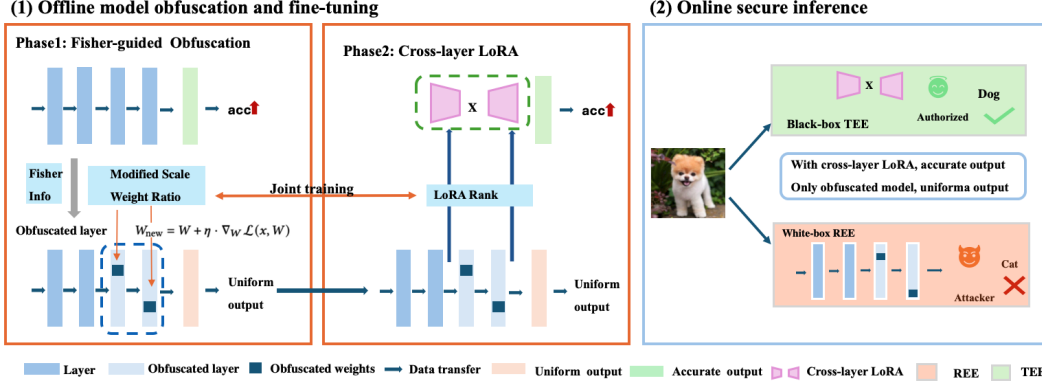 (1) Offline model obfuscation and fine-tuning
Phase1: Fisher-guided Obfuscation
acc
Fisher
Info
Modified Scale
Weight Ratio
Obfuscated layer
W_new = W + η · ∇_W ℒ(x, W)
Uniform
output
Joint training
Phase2: Cross-layer LoRA
X
acc
LoRA Rank
Uniform
output
(2) Online secure inference
X
Dog
Authorized
Black-box TEE
With cross-layer LoRA, accurate output
Only obfuscated model, uniforma output
White-box REE
Cat
Attacker
Layer
Obfuscated layer
Obfuscated weights
Data transfer
Uniform output
Accurate output
Cross-layer LoRA
REE
TEE